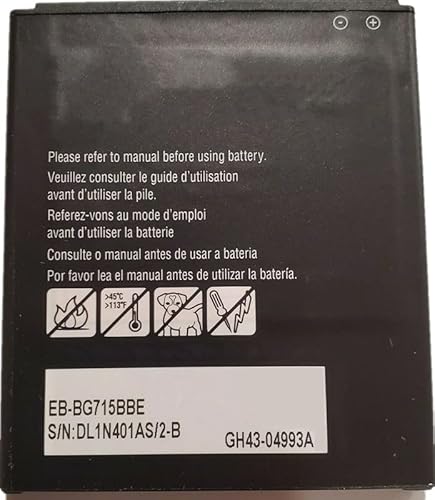 Please refer to manual before using battery.
Veuillez consulter le guide d'utilisation
avant d'utiliser la pile.
Referez-vons au mode d'emploi
avant d'utiliser la batterie
Consulte o manual antes de usar a bateria
Por favor lea el manual antes de utilizar la batería.
>45°C
>113°F
EB-BG715BBE
S/N:DL1N401AS/2-B
GH43-04993A